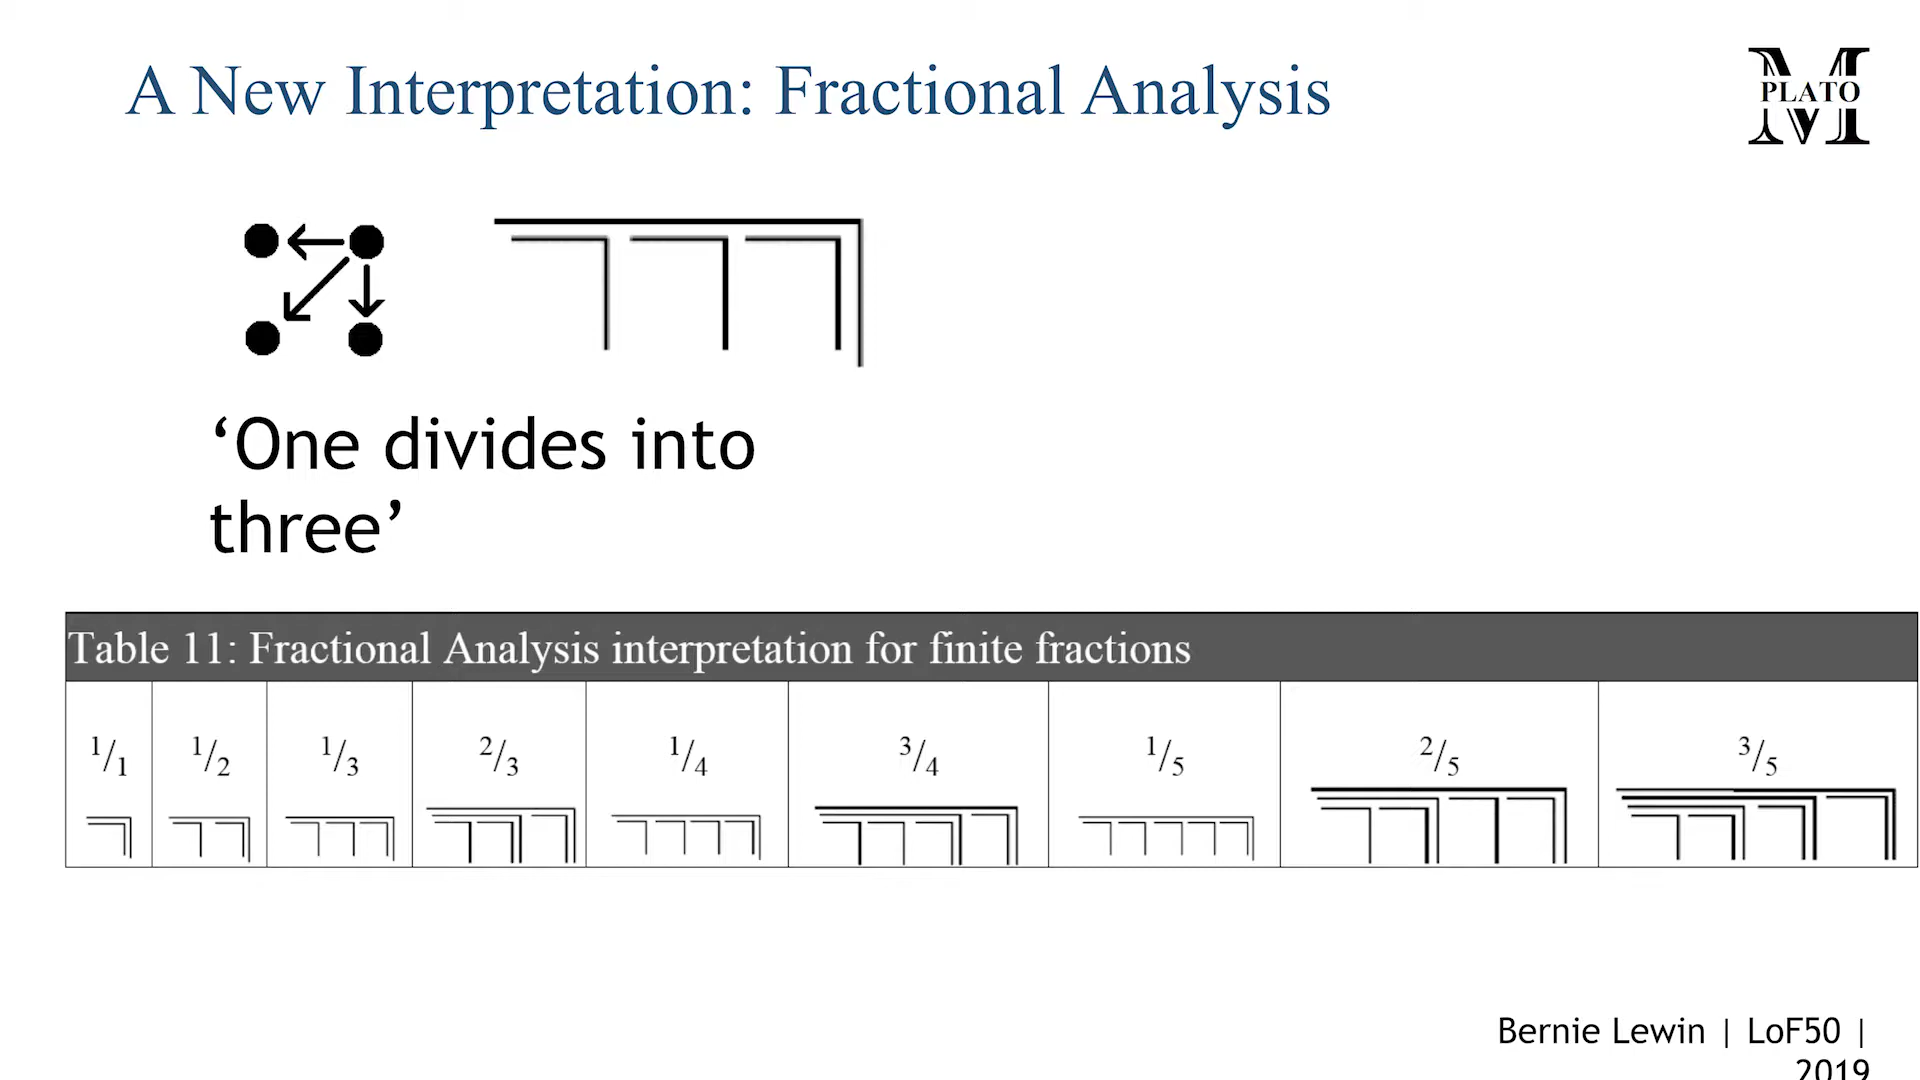 A New Interpretation: Fractional Analysis
M
PLATO
‘One divides into
three’
Table 11: Fractional Analysis interpretation for finite fractions
1/1 1/2 1/3 2/3 1/4 3/4 1/5 2/5 3/5
Bernie Lewin | LoF50 |
2019